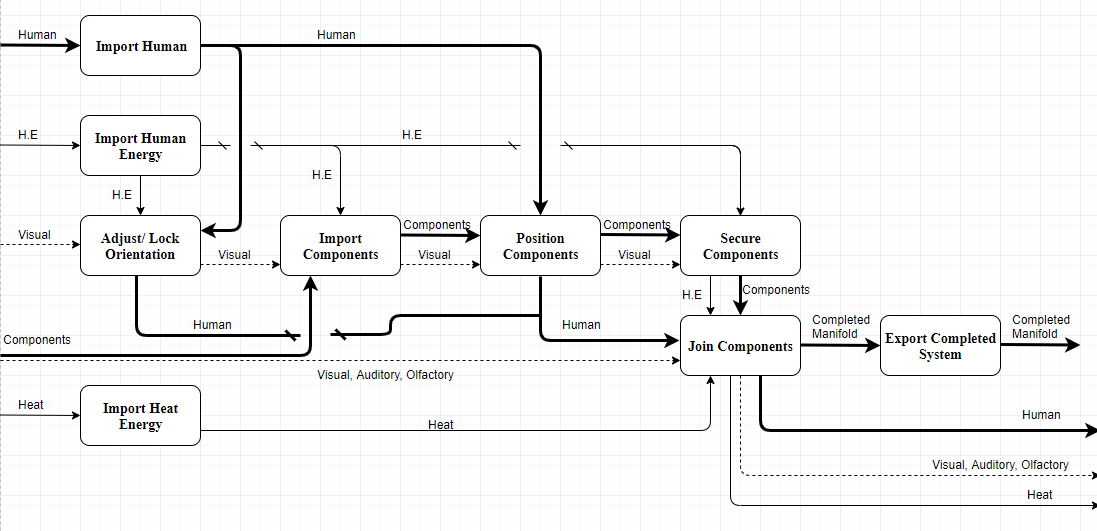 Human
Import Human
Human
H.E
Import Human
Energy
H.E
H.E
H.E
Visual
Adjust/ Lock
Orientation
Visual
Import
Components
Components
Visual
Position
Components
Components
Visual
Secure
Components
H.E
Components
Human
Human
Components
Join Components
Completed
Manifold
Export Completed
System
Completed
Manifold
Visual, Auditory, Olfactory
Heat
Import Heat
Energy
Heat
Human
Visual, Auditory, Olfactory
Heat